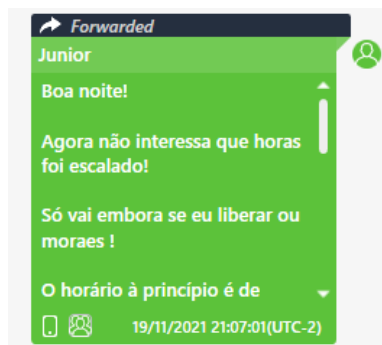 Forwarded
Junior
Boa noite!
Agora não interessa que horas
foi escalado!
Só vai embora se eu liberar ou
moraes !
O horário à princípio é de
19/11/2021 21:07:01(UTC-2)